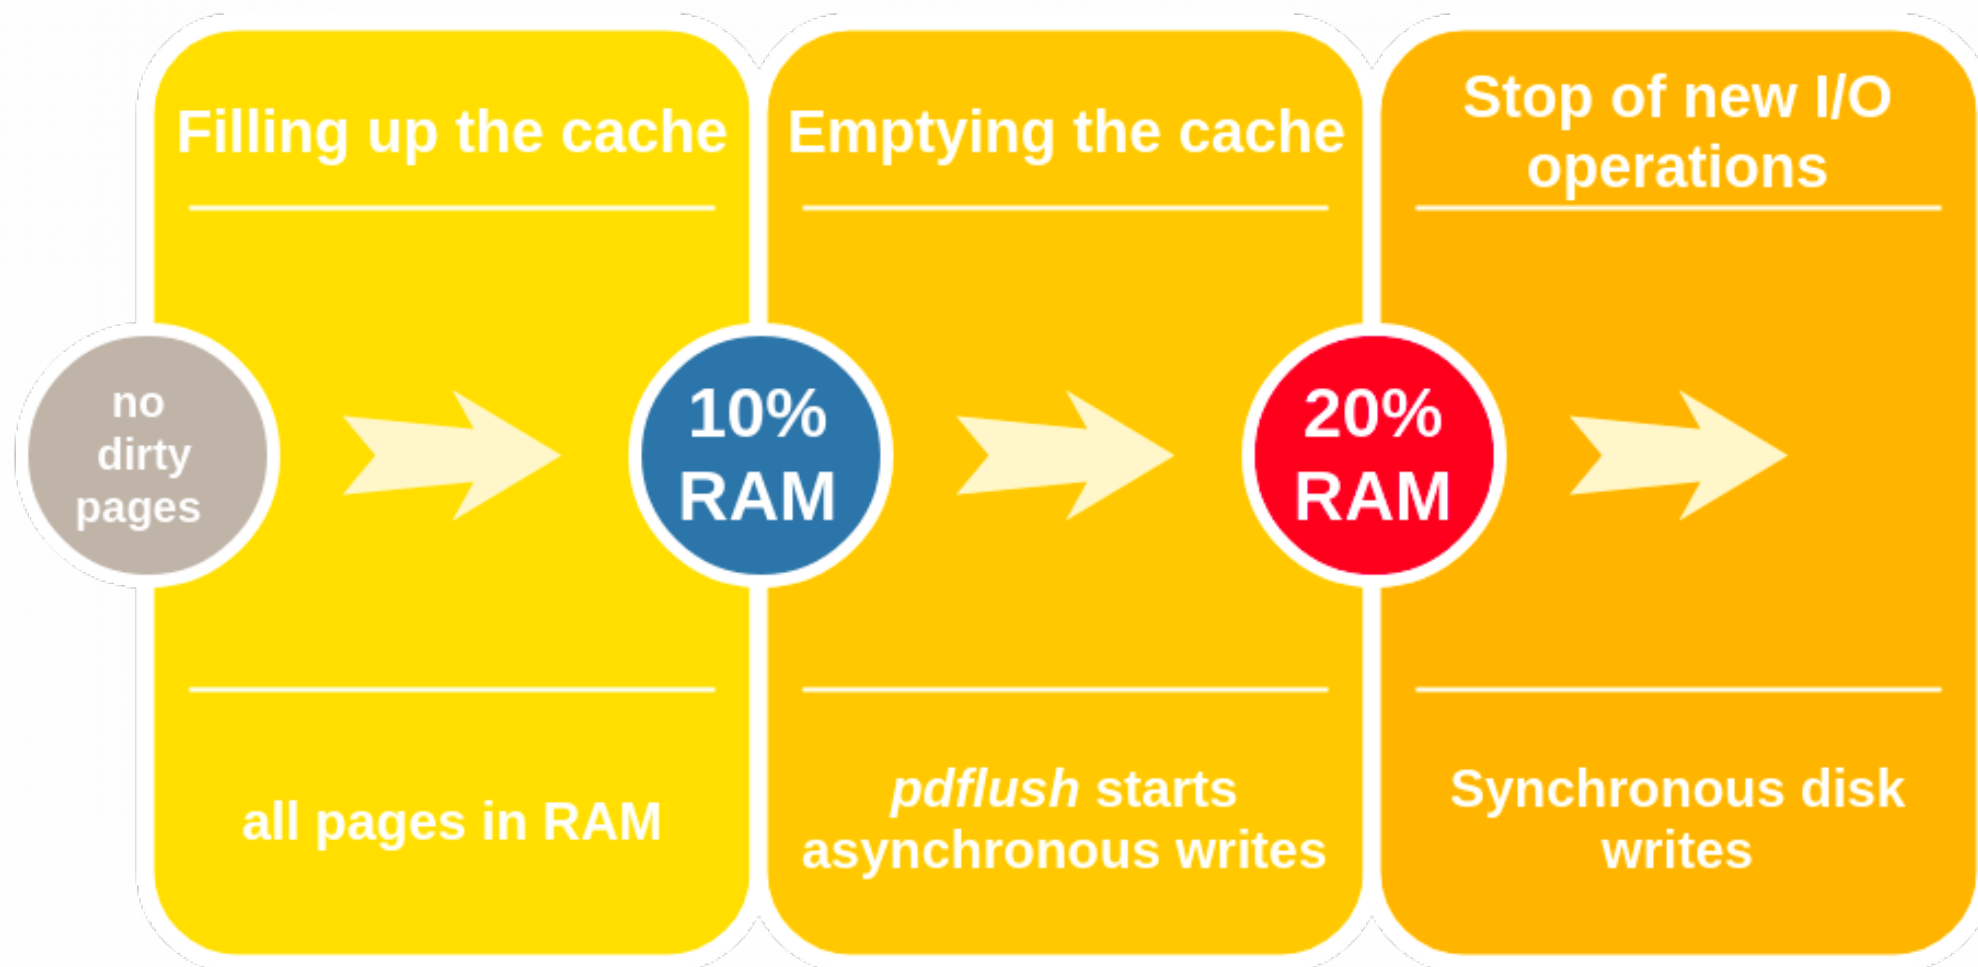 Filling up the cache
no
dirty
pages
all pages in RAM
10%
RAM
Emptying the cache
pdflush starts
asynchronous writes
20%
RAM
Stop of new I/O
operations
Synchronous disk
writes